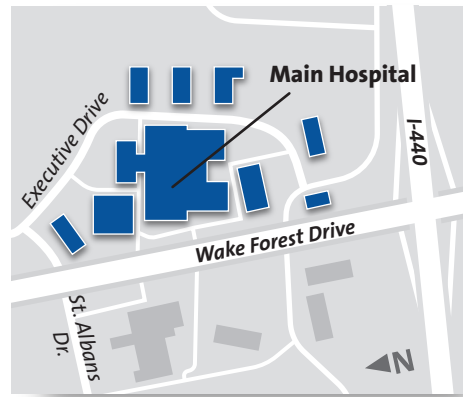 Main Hospital
Executive Drive
I-440
Wake Forest Drive
St. Albans
Dr.
N